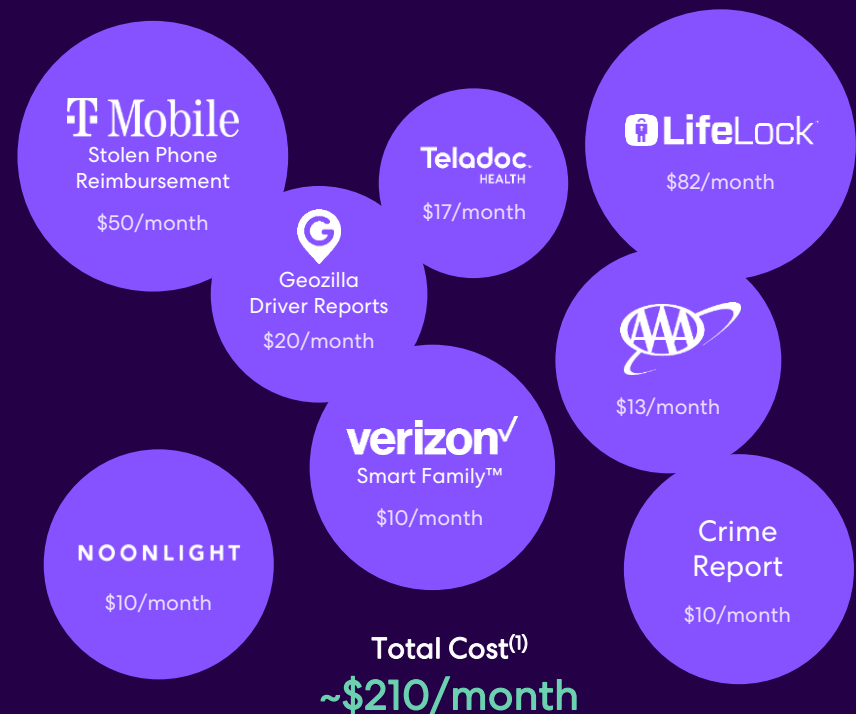 T Mobile
Stolen Phone
Reimbursement
$50/month
Teladoc
HEALTH
$17/month
LifeLock
$82/month
G
Geozilla
Driver Reports
$20/month
AAA
$13/month
verizon✓
Smart Family™
$10/month
NOONLIGHT
$10/month
Crime
Report
$10/month
Total Cost(1)
~$210/month